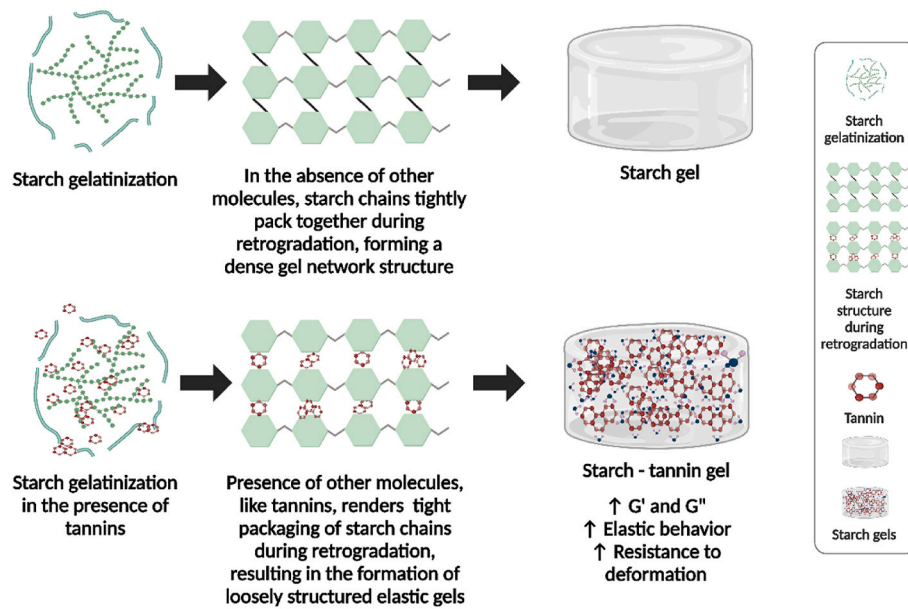 Starch gelatinization
In the absence of other
molecules, starch chains tightly
pack together during
retrogradation, forming a
dense gel network structure
Starch gel
Starch gelatinization
in the presence of
tannins
Presence of other molecules,
like tannins, renders tight
packaging of starch chains
during retrogradation,
resulting in the formation of
loosely structured elastic gels
Starch - tannin gel
↑ G' and G"
↑ Elastic behavior
↑ Resistance to
deformation
Starch
gelatinization
Starch
structure
during
retrogradation
Tannin
Starch gels